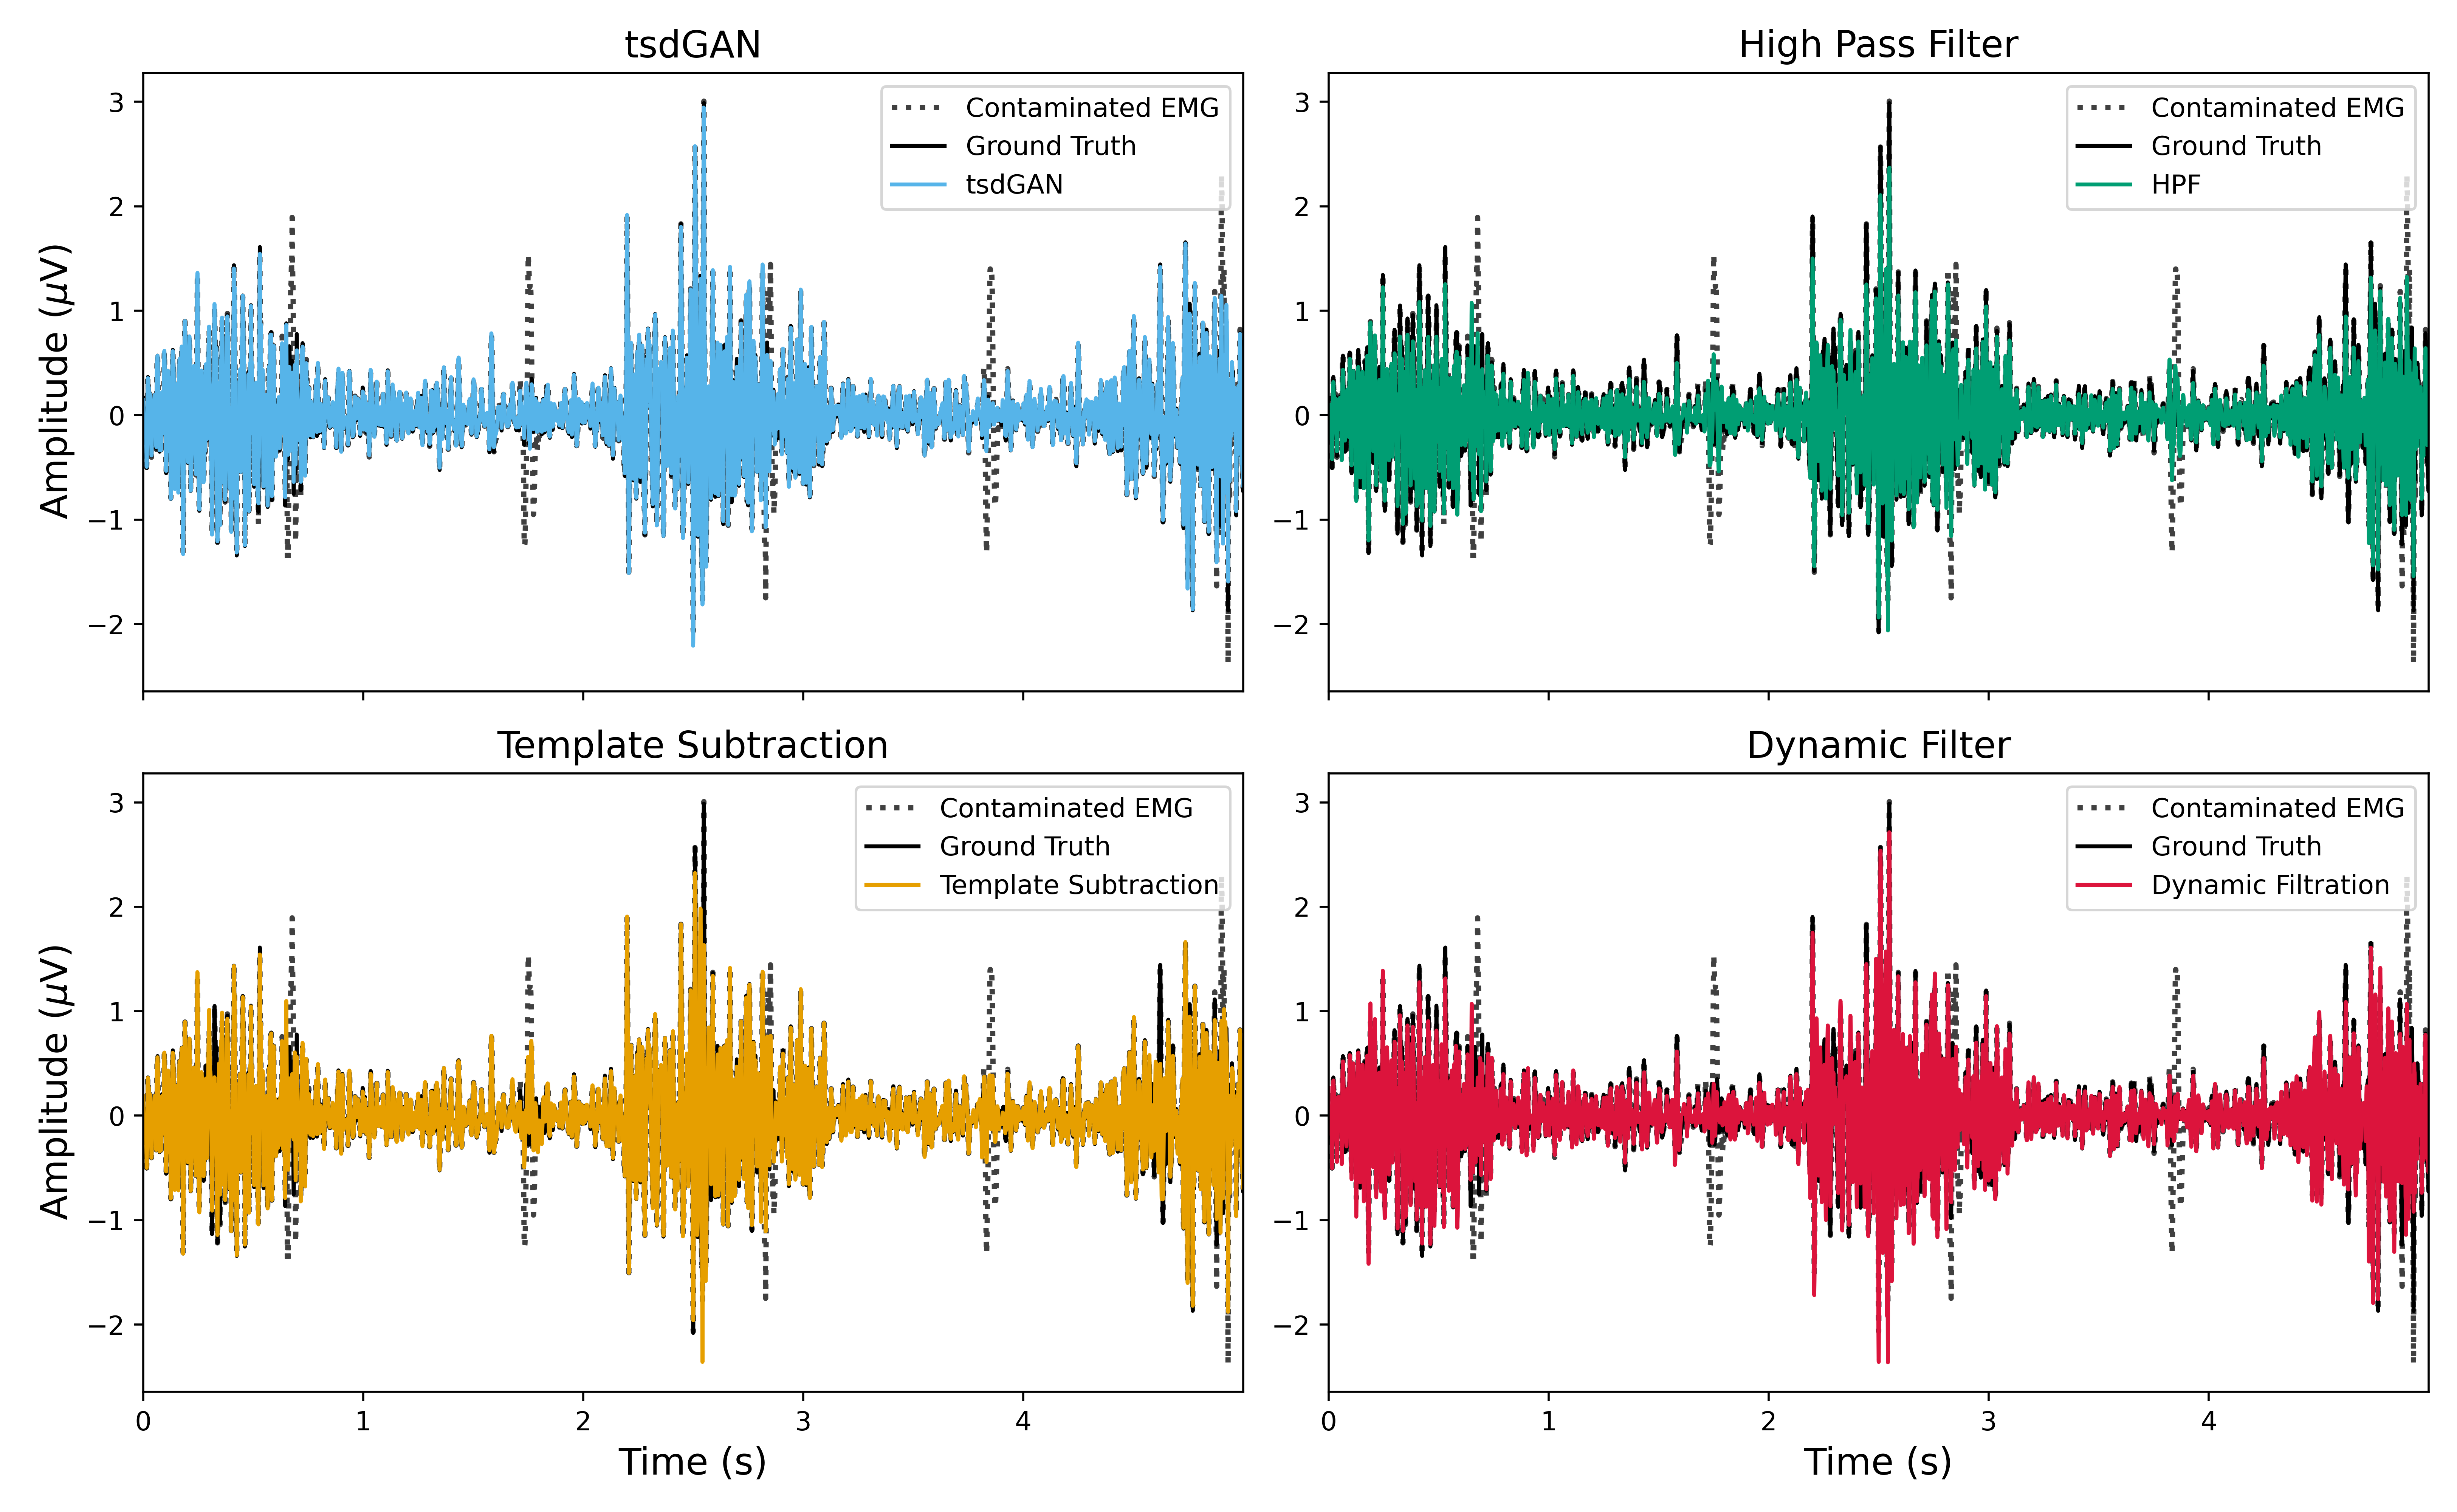 tsdGAN
Contaminated EMG
Ground Truth
tsdGAN
3
2
1
0
−1
−2
Amplitude (μV)
High Pass Filter
Contaminated EMG
Ground Truth
HPF
3
2
1
0
−1
−2
Template Subtraction
Contaminated EMG
Ground Truth
Template Subtraction
3
2
1
0
−1
−2
Amplitude (μV)
0 1 2 3 4
Time (s)
Dynamic Filter
Contaminated EMG
Ground Truth
Dynamic Filtration
3
2
1
0
−1
−2
0 1 2 3 4
Time (s)